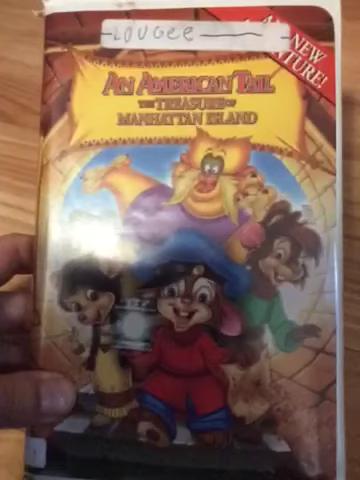 LOUGEE
NEW
FEATURE!
AN AMERICAN TAIL
THE TREASURE OF
MANHATTAN ISLAND